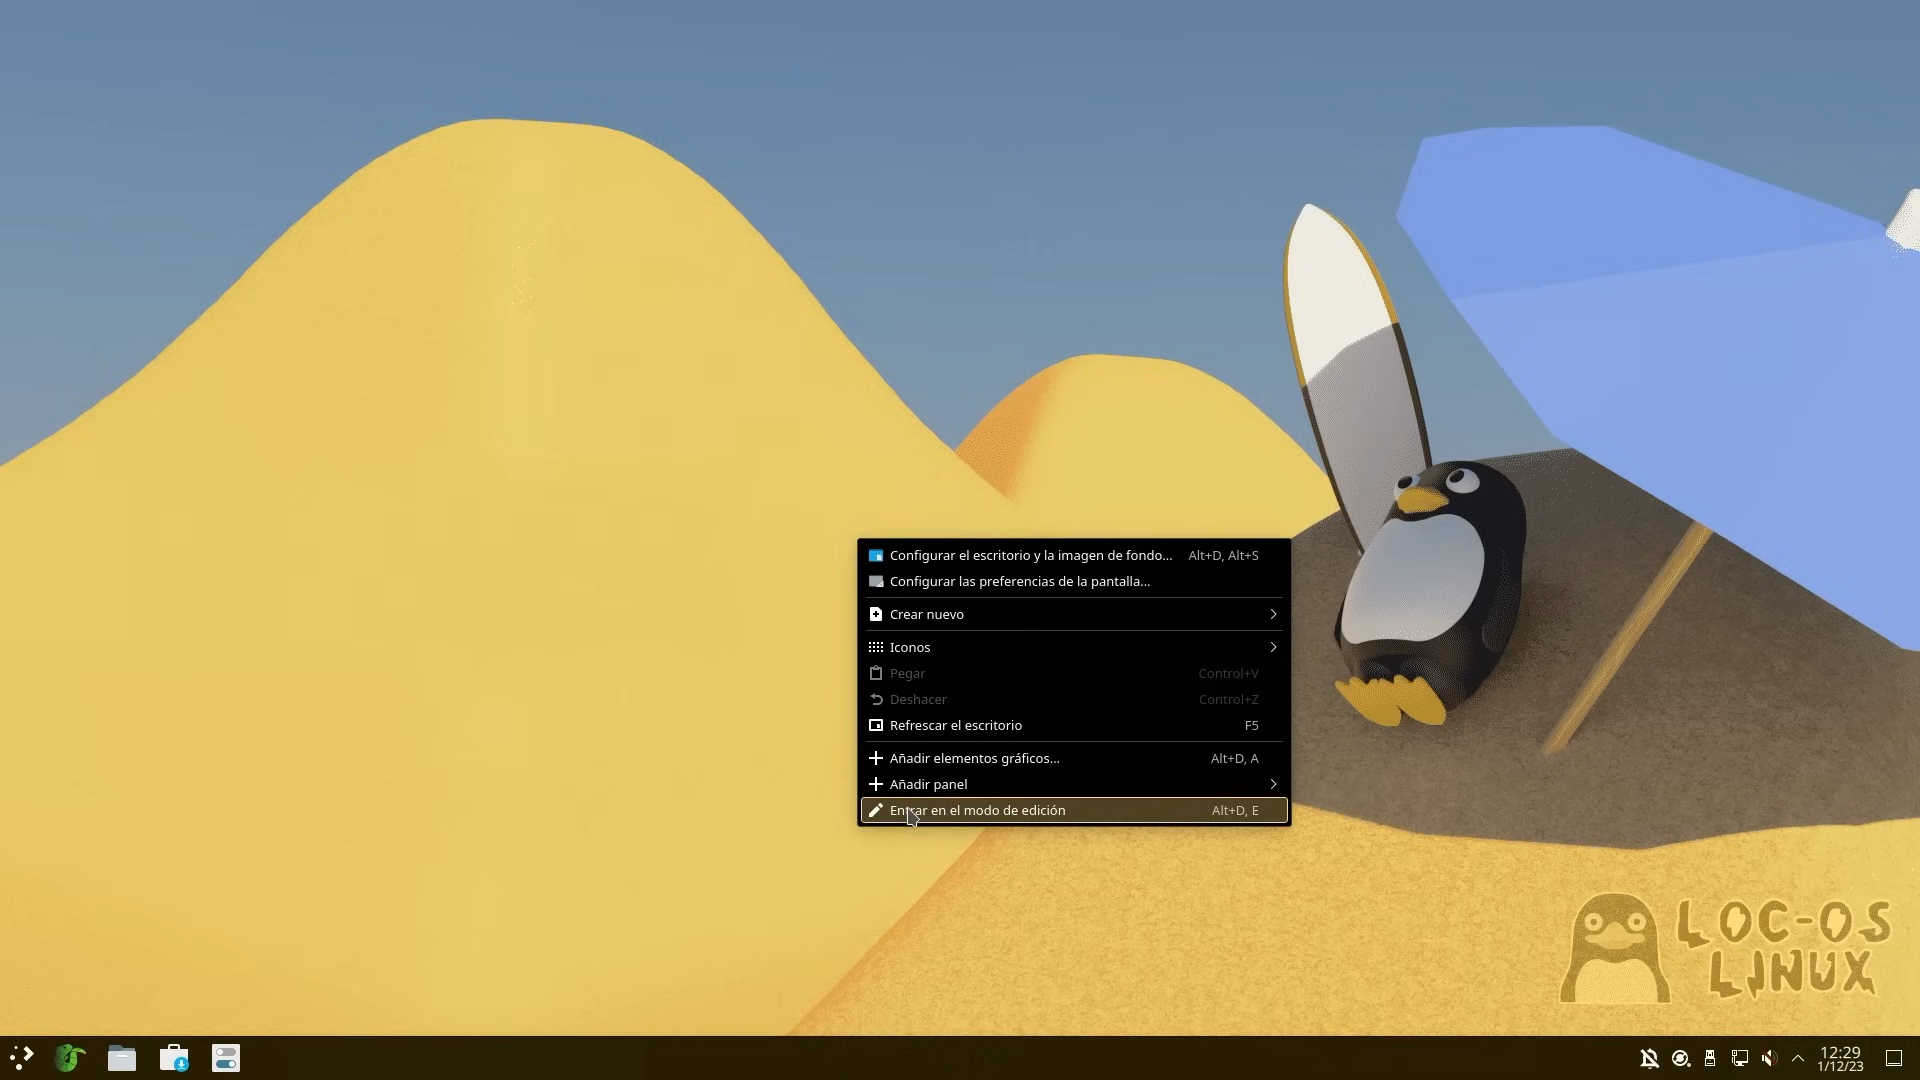 Configurar el escritorio y la imagen de fondo... Alt+D, Alt+S
Configurar las preferencias de la pantalla...
Crear nuevo
Iconos
Pegar Control+V
Deshacer Control+Z
Refrescar el escritorio F5
Añadir elementos gráficos... Alt+D, A
Añadir panel
Entrar en el modo de edición Alt+D, E
LOC-OS
LINUX
12:29
1/12/23